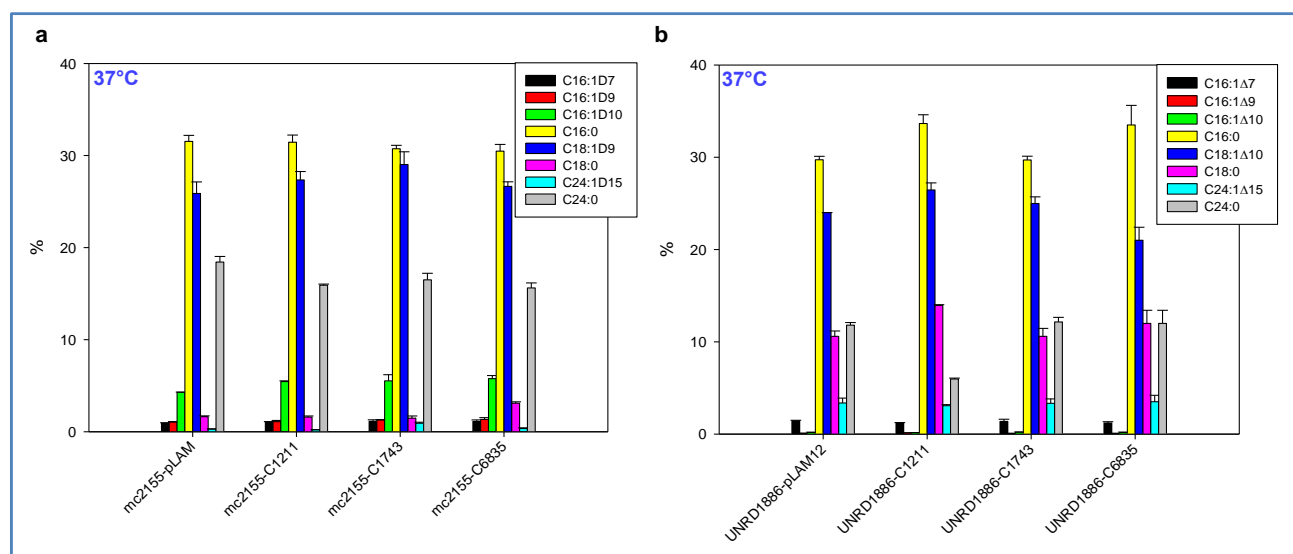 a
37°C
40
30
20
10
0
%
C16:1D7
C16:1D9
C16:1D10
C16:0
C18:1D9
C18:0
C24:1D15
C24:0
mc2155-pLAM
mc2155-C1211
mc2155-C1743
mc2155-C6835
b
37°C
40
30
20
10
0
%
C16:1Δ7
C16:1Δ9
C16:1Δ10
C16:0
C18:1Δ10
C18:0
C24:1Δ15
C24:0
UNRD1886-pLAM12
UNRD1886-C1211
UNRD1886-C1743
UNRD1886-C6835